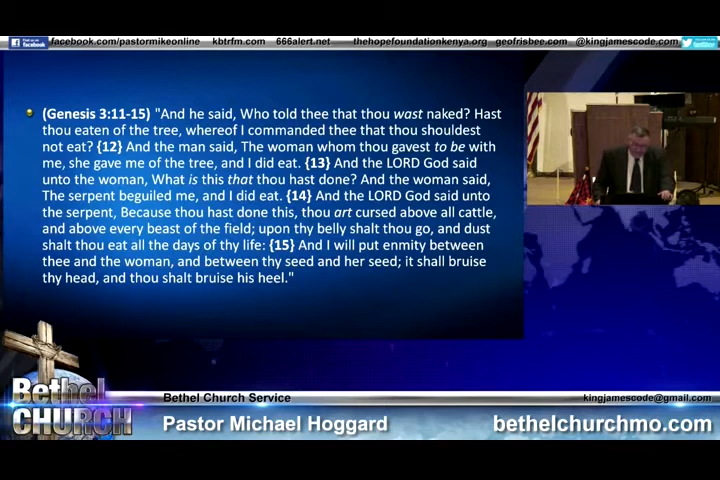 Find us on facebook facebook.com/pastormikeonline kbtrfm.com 666alert.net thehopefoundationkenya.org geofrisbee.com @kingjamescode.com twitter
(Genesis 3:11-15) "And he said, Who told thee that thou wast naked? Hast
thou eaten of the tree, whereof I commanded thee that thou shouldest
not eat? {12} And the man said, The woman whom thou gavest to be with
me, she gave me of the tree, and I did eat. {13} And the LORD God said
unto the woman, What is this that thou hast done? And the woman said,
The serpent beguiled me, and I did eat. {14} And the LORD God said unto
the serpent, Because thou hast done this, thou art cursed above all cattle,
and above every beast of the field; upon thy belly shalt thou go, and dust
shalt thou eat all the days of thy life: {15} And I will put enmity between
thee and the woman, and between thy seed and her seed; it shall bruise
thy head, and thou shalt bruise his heel."
Bethel
CHURCH
Bethel Church Service kingjamescode@gmail.com
Pastor Michael Hoggard bethelchurchmo.com